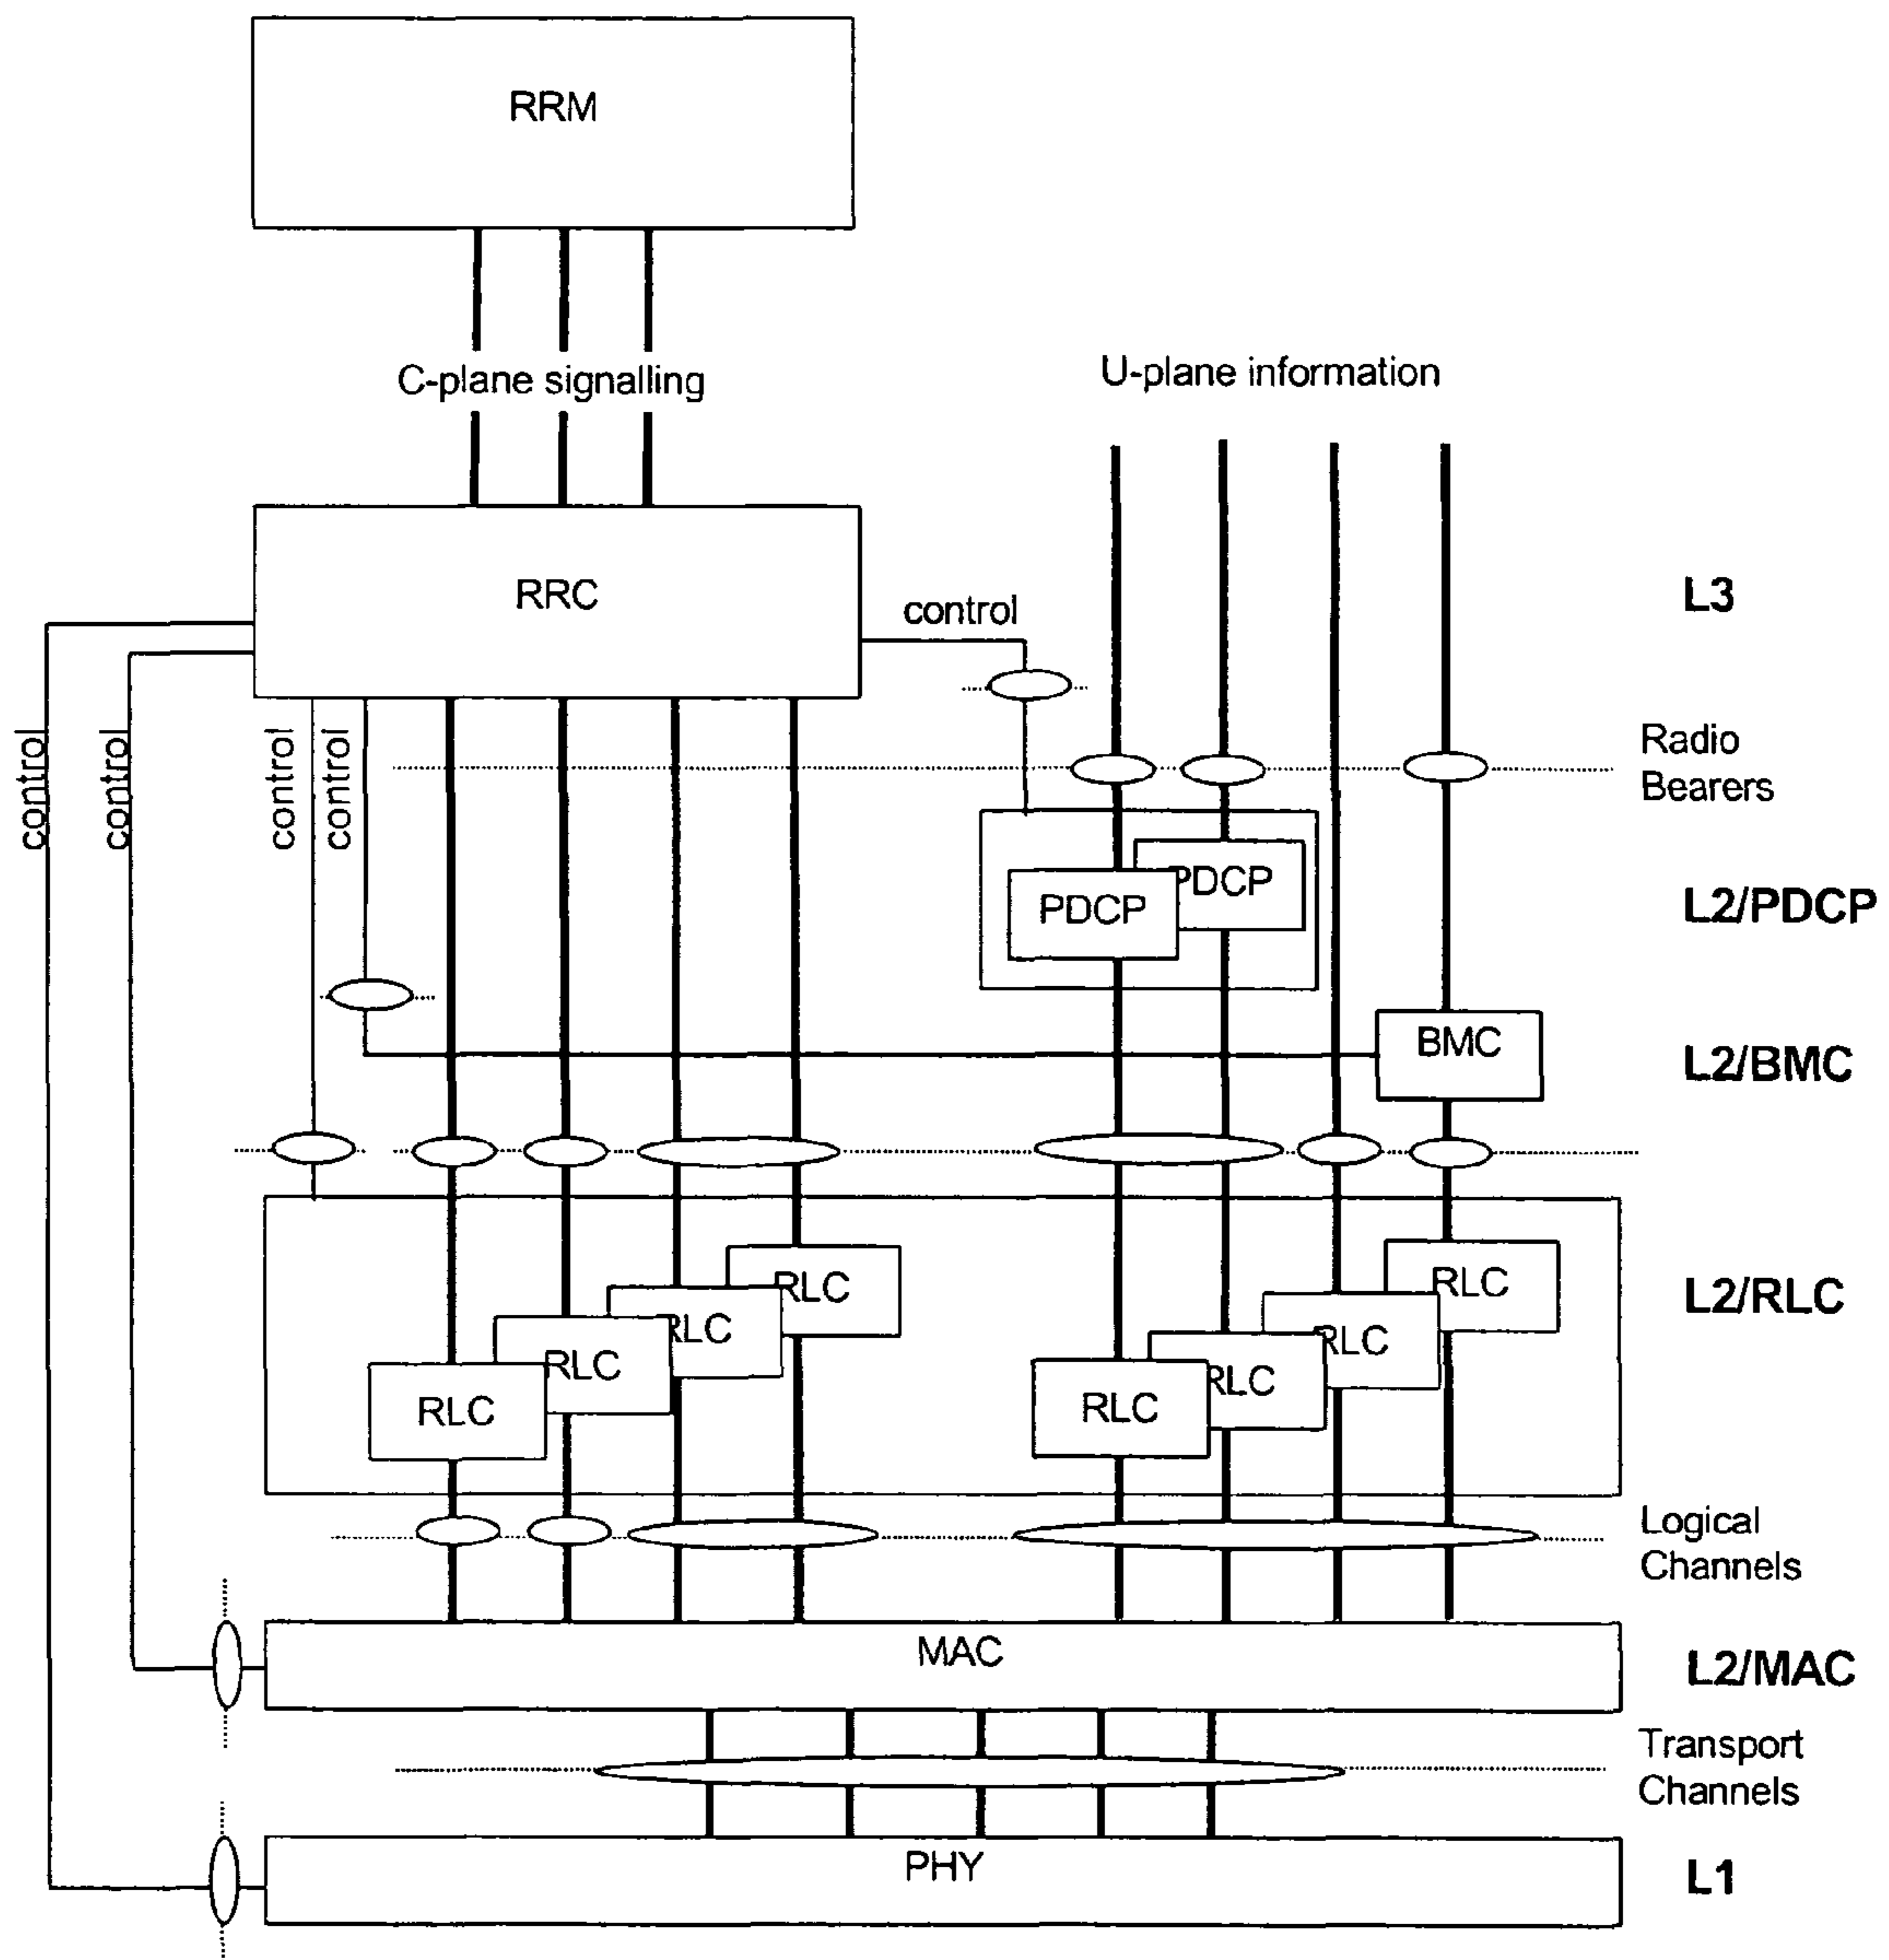 RRM
C-plane signalling
U-plane information
RRC
control
L3
control
control
control
control
Radio
Bearers
PDCP
PDCP
L2/PDCP
BMC
L2/BMC
RLC
RLC
RLC
RLC
RLC
RLC
RLC
RLC
L2/RLC
Logical
Channels
MAC
L2/MAC
Transport
Channels
PHY
L1